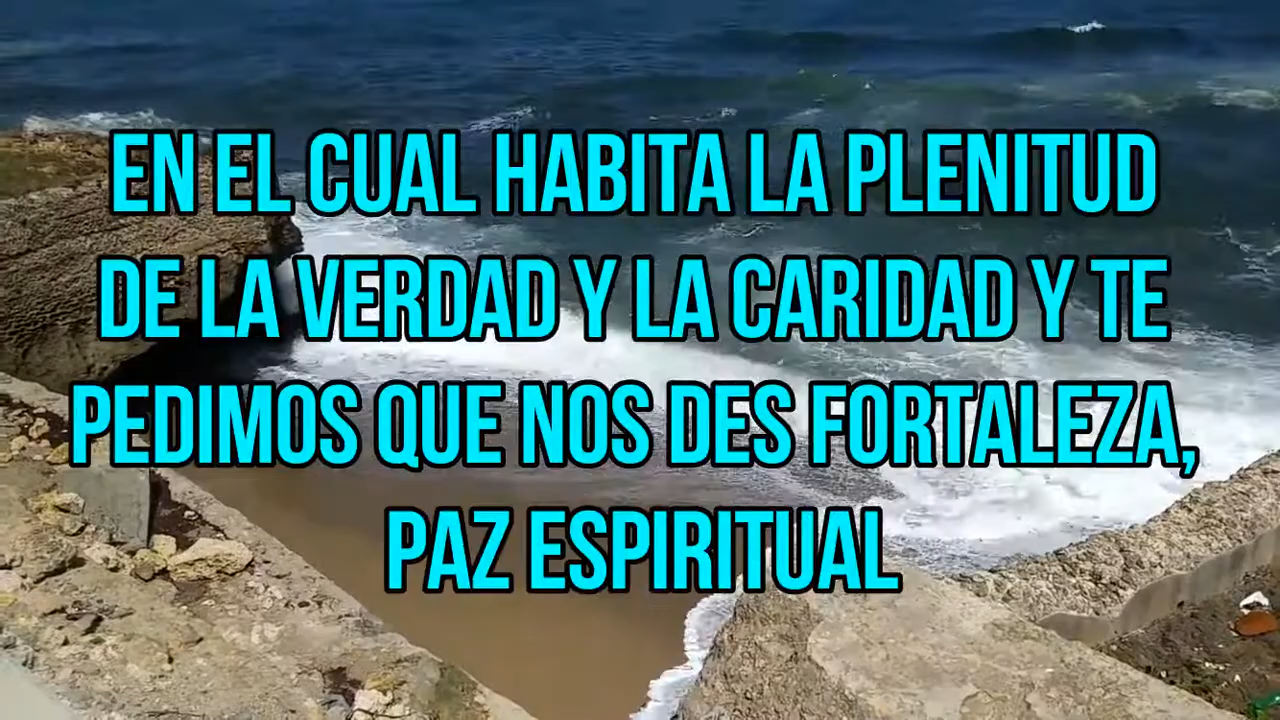 EN EL CUAL HABITA LA PLENITUD
DE LA VERDAD Y LA CARIDAD Y TE
PEDIMOS QUE NOS DES FORTALEZA,
PAZ ESPIRITUAL